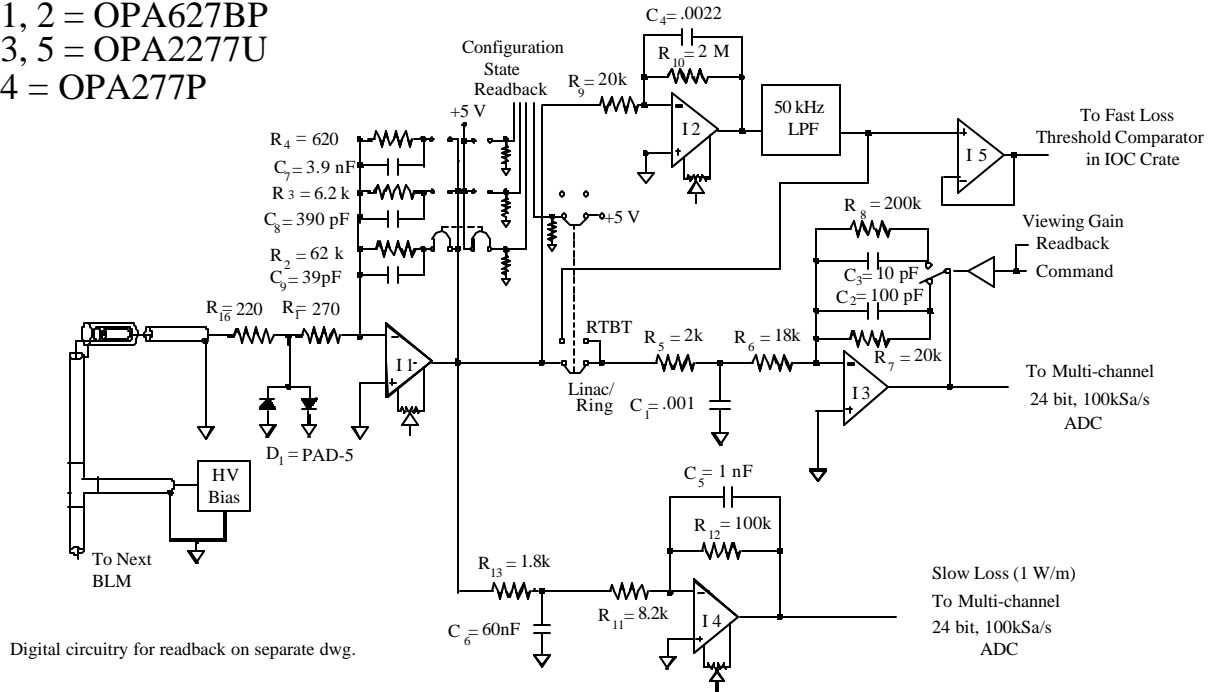 1, 2 = OPA627BP
3, 5 = OPA2277U
4 = OPA277P
Configuration
State
Readback
+5 V
C4=.0022
R10=2 M
R9=20k
I 2
50 kHz
LPF
I 5
To Fast Loss
Threshold Comparator
in IOC Crate
R4 = 620
C7=3.9 nF
R3 =6.2 k
C8=390 pF
R2 = 62 k
C9=39pF
+5 V
R8 = 200k
C3=10 pF
C2=100 pF
R7=20k
Viewing Gain
Readback
Command
R16=220
R1=270
I 1
D1 = PAD-5
RTBT
Linac/
Ring
R5=2k
R6=18k
C1=.001
I 3
To Multi-channel
24 bit, 100kSa/s
ADC
HV
Bias
To Next
BLM
C5= 1 nF
R12=100k
R13=1.8k
R11=8.2k
C6=60nF
I 4
Slow Loss (1 W/m)
To Multi-channel
24 bit, 100kSa/s
ADC
Digital circuitry for readback on separate dwg.